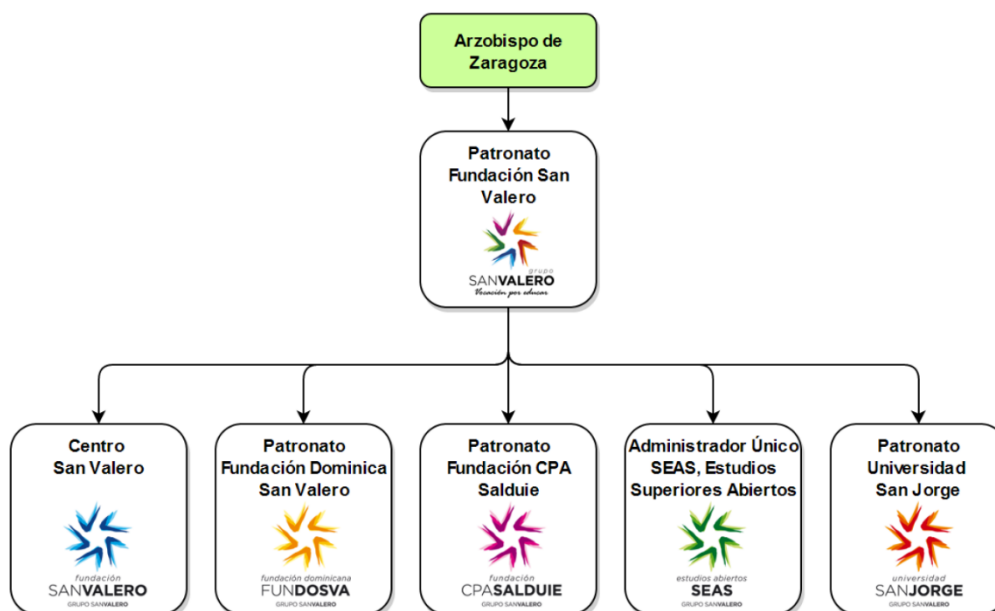 Arzobispo de
Zaragoza
Patronato
Fundación San
Valero
grupo
SANVALERO
Vocación por educar
Centro
San Valero
fundación
SANVALERO
GRUPO SANVALERO
Patronato
Fundación Dominica
San Valero
fundación dominicana
FUNDOSVA
GRUPO SANVALERO
Patronato
Fundación CPA
Salduie
fundación
CPASALDUIE
GRUPO SANVALERO
Administrador Único
SEAS, Estudios
Superiores Abiertos
estudios abiertos
SEAS
GRUPO SANVALERO
Patronato
Universidad
San Jorge
universidad
SANJORGE
GRUPO SANVALERO